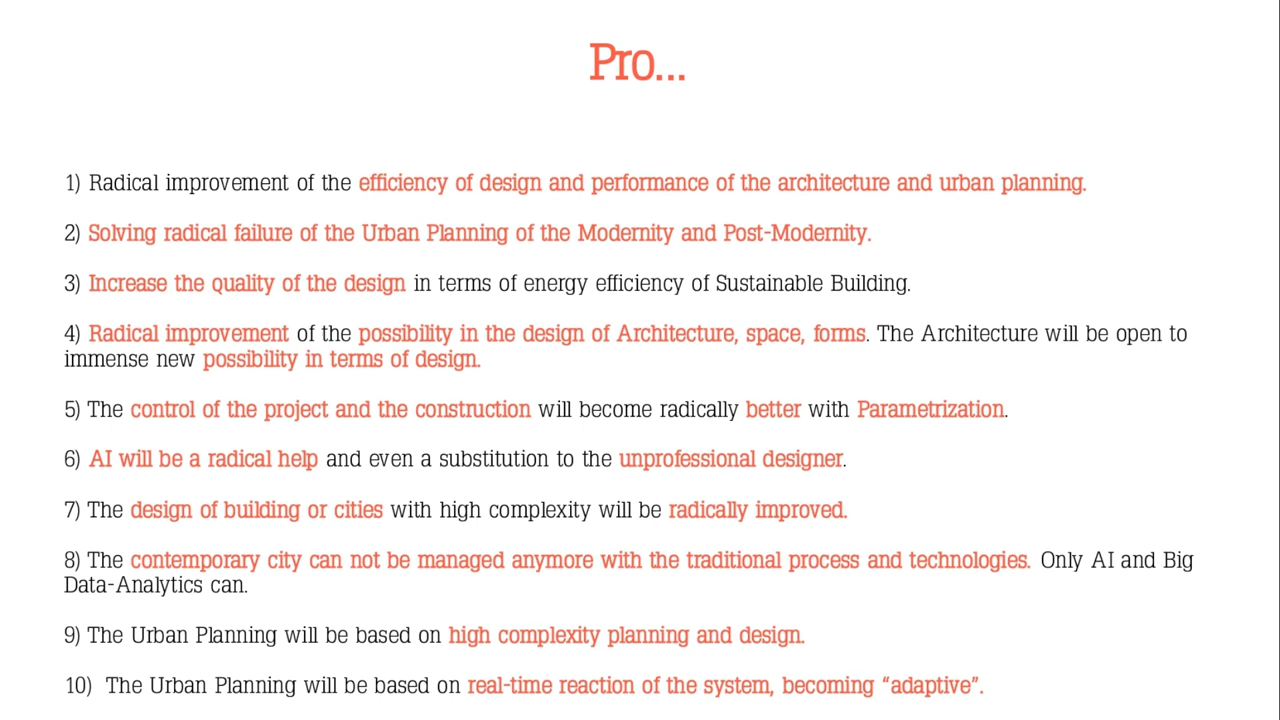 Pro...
1) Radical improvement of the efficiency of design and performance of the architecture and urban planning.
2) Solving radical failure of the Urban Planning of the Modernity and Post-Modernity.
3) Increase the quality of the design in terms of energy efficiency of Sustainable Building.
4) Radical improvement of the possibility in the design of Architecture, space, forms. The Architecture will be open to
immense new possibility in terms of design.
5) The control of the project and the construction will become radically better with Parametrization.
6) AI will be a radical help and even a substitution to the unprofessional designer.
7) The design of building or cities with high complexity will be radically improved.
8) The contemporary city can not be managed anymore with the traditional process and technologies. Only AI and Big
Data-Analytics can.
9) The Urban Planning will be based on high complexity planning and design.
10) The Urban Planning will be based on real-time reaction of the system, becoming “adaptive”.